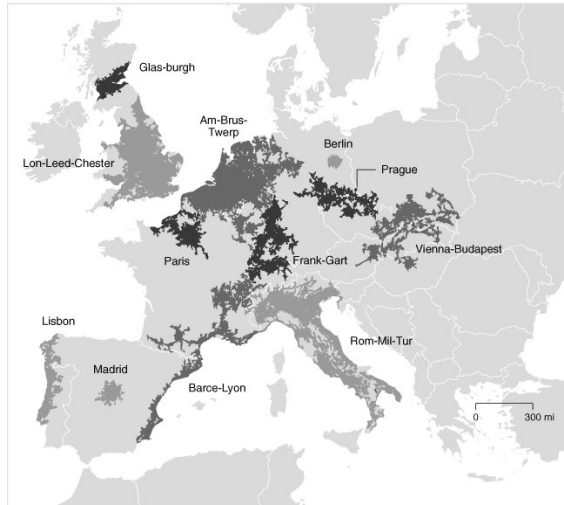 Glas-burgh
Am-Brus-
Twerp
Berlin
Lon-Leed-Chester
Prague
Paris
Frank-Gart
Vienna-Budapest
Lisbon
Madrid
Rom-Mil-Tur
Barce-Lyon
0 300 mi